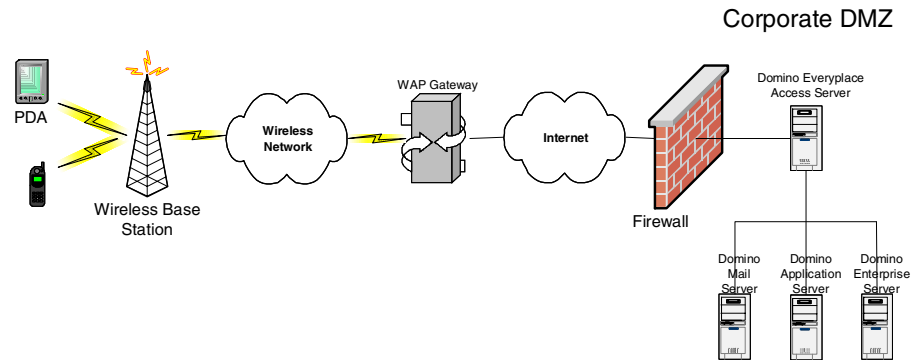 Corporate DMZ
PDA
Wireless Base
Station
Wireless
Network
WAP Gateway
Internet
Firewall
Domino Everyplace
Access Server
Domino
Mail
Server
Domino
Application
Server
Domino
Enterprise
Server